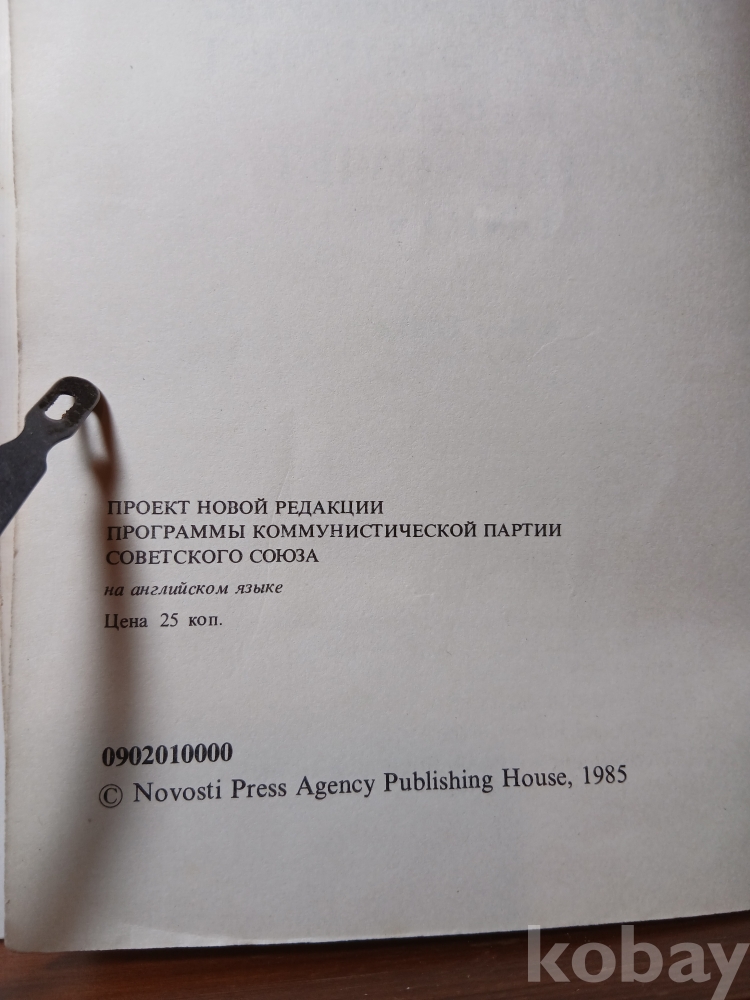 ПРОЕКТ НОВОЙ РЕДАКЦИИ
ПРОГРАММЫ КОММУНИСТИЧЕСКОЙ ПАРТИИ
СОВЕТСКОГО СОЮЗА
на английском языке
Цена 25 коп.
0902010000
© Novosti Press Agency Publishing House, 1985
kobay